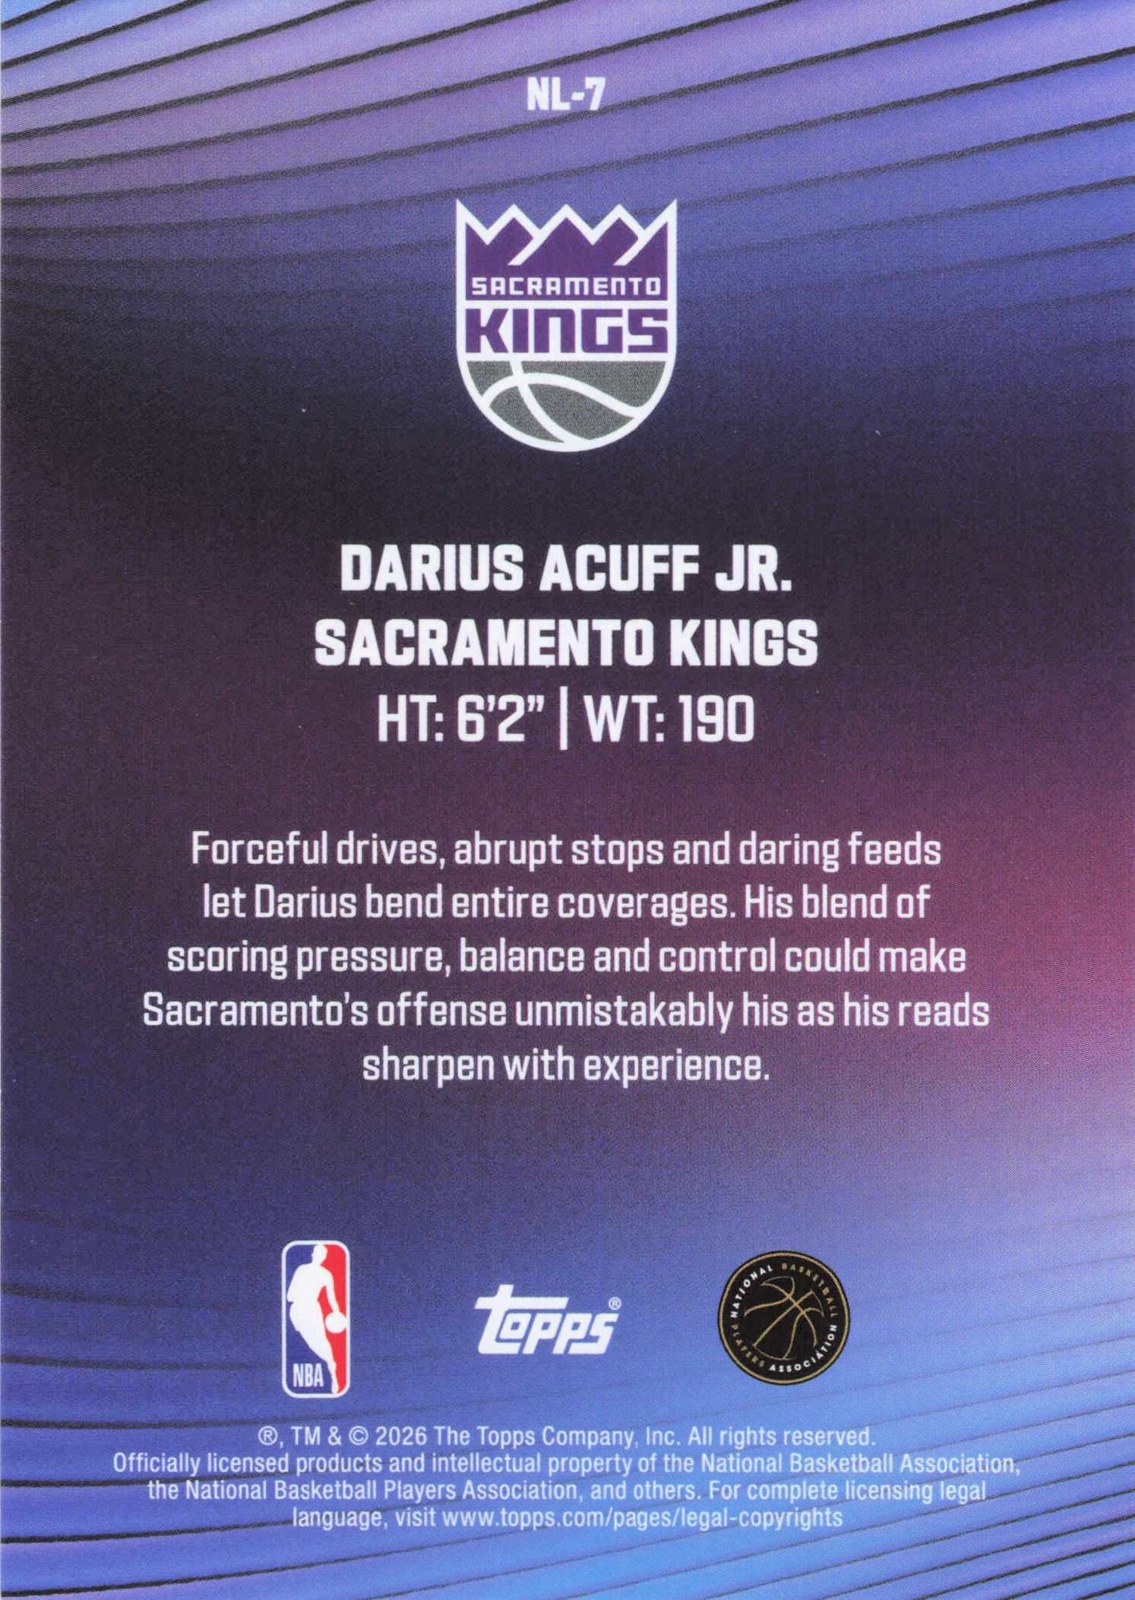 NL-7
SACRAMENTO
KINGS
DARIUS ACUFF JR.
SACRAMENTO KINGS
HT: 6’2” | WT: 190
Forceful drives, abrupt stops and daring feeds
let Darius bend entire coverages. His blend of
scoring pressure, balance and control could make
Sacramento’s offense unmistakably his as his reads
sharpen with experience.
NBA
topps®
NATIONAL BASKETBALL PLAYERS ASSOCIATION
®, TM & © 2026 The Topps Company, Inc. All rights reserved.
Officially licensed products and intellectual property of the National Basketball Association,
the National Basketball Players Association, and others. For complete licensing legal
language, visit www.topps.com/pages/legal-copyrights